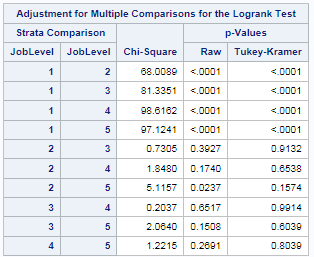 Adjustment for Multiple Comparisons for the Logrank Test
Strata Comparison p-Values
JobLevel JobLevel Chi-Square Raw Tukey-Kramer
1 2 68.0089 <.0001 <.0001
1 3 81.3351 <.0001 <.0001
1 4 98.6162 <.0001 <.0001
1 5 97.1241 <.0001 <.0001
2 3 0.7305 0.3927 0.9132
2 4 1.8480 0.1740 0.6538
2 5 5.1157 0.0237 0.1574
3 4 0.2037 0.6517 0.9914
3 5 2.0640 0.1508 0.6039
4 5 1.2215 0.2691 0.8039